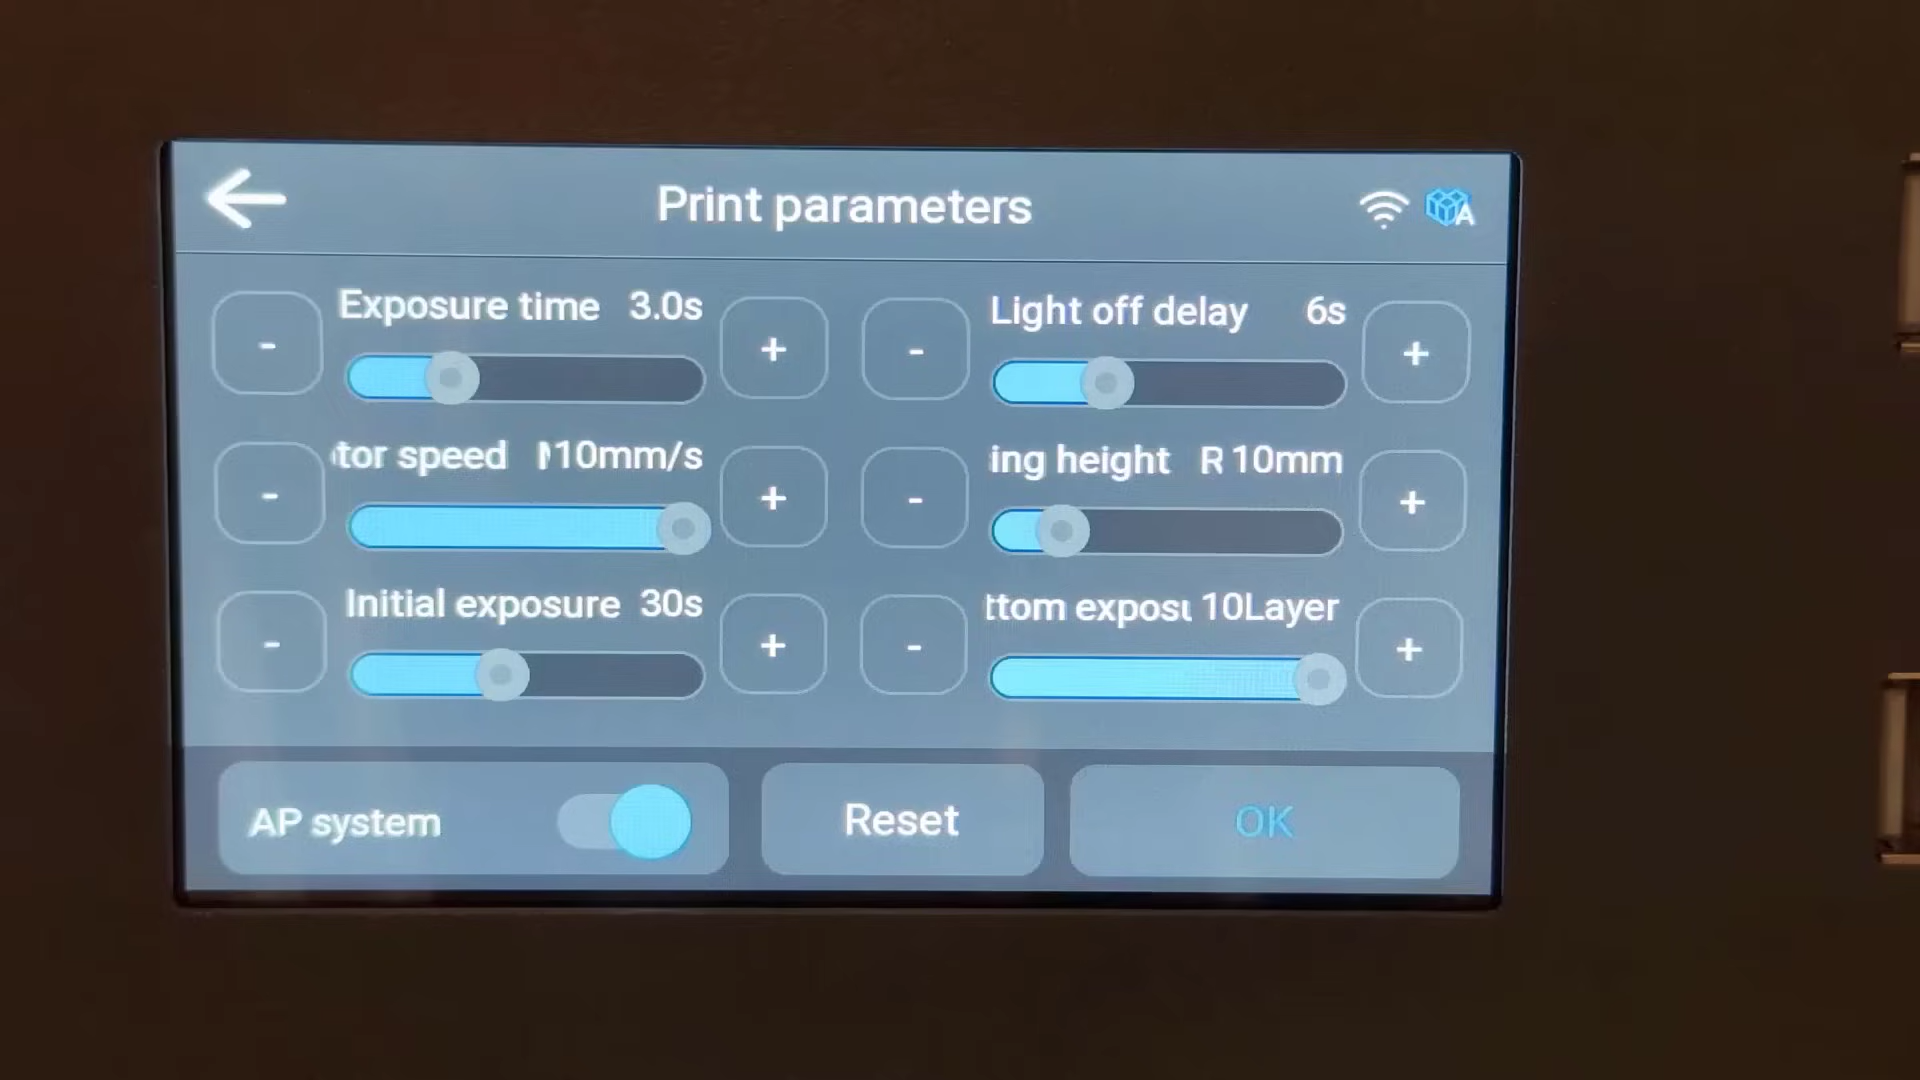 Print parameters
A
- Exposure time 3.0s +
- Light off delay 6s +
- tor speed 10mm/s +
- ing height R 10mm +
- Initial exposure 30s +
- ttom exposu 10Layer +
AP system
Reset
OK